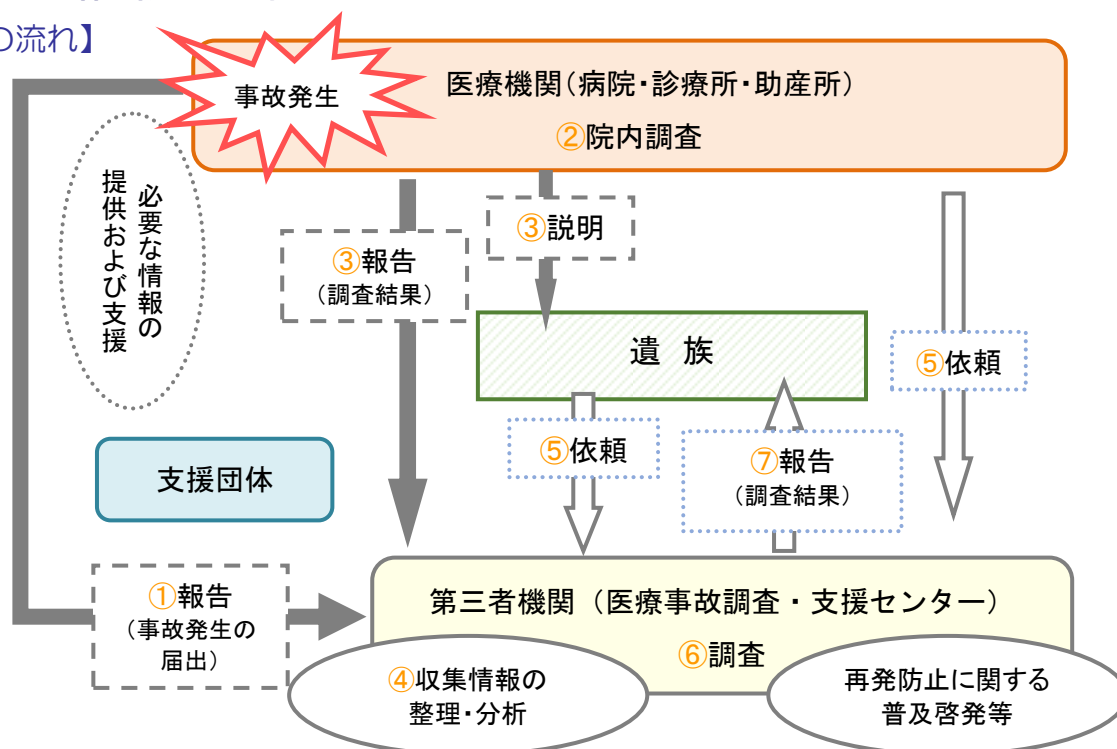 の流れ】
事故発生
医療機関（病院・診療所・助産所）
②院内調査
必要な情報の
提供および支援
③報告
（調査結果）
③説明
遺　族
⑤依頼
⑤依頼
⑦報告
（調査結果）
支援団体
①報告
（事故発生の
届出）
第三者機関（医療事故調査・支援センター）
⑥調査
④収集情報の
整理・分析
再発防止に関する
普及啓発等